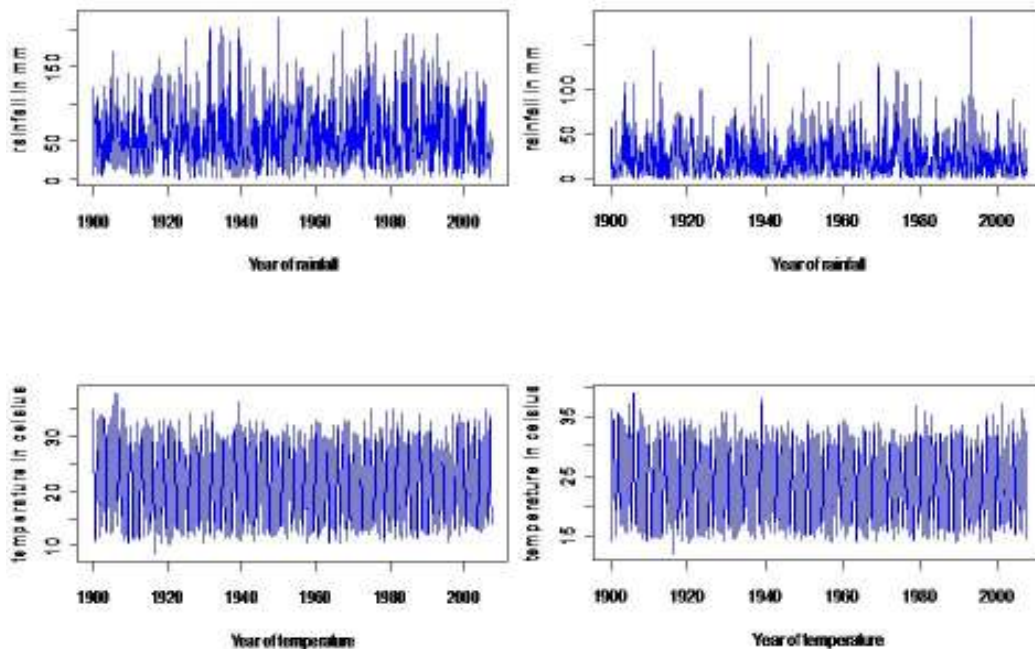 rainfall in mm
150
50
0
1900 1920 1940 1960 1980 2000
Year of rainfall
rainfall in mm
100
50
0
1900 1920 1940 1960 1980 2000
Year of rainfall
temperature in celsius
30
20
10
1900 1920 1940 1960 1980 2000
Year of temperature
temperature in celsius
35
25
15
1900 1920 1940 1960 1980 2000
Year of temperature